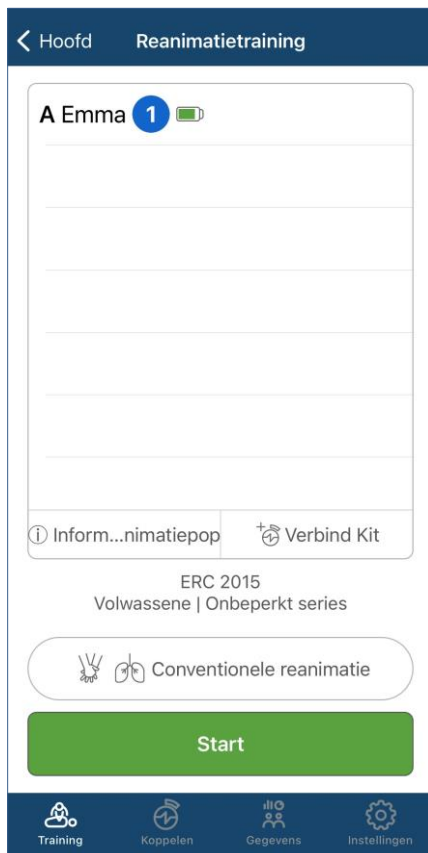 Hoofd Reanimatietraining
A Emma 1
Inform...nimatiepop Verbind Kit
ERC 2015
Volwassene | Onbeperkt series
Conventionele reanimatie
Start
Training Koppelen Gegevens Instellingen